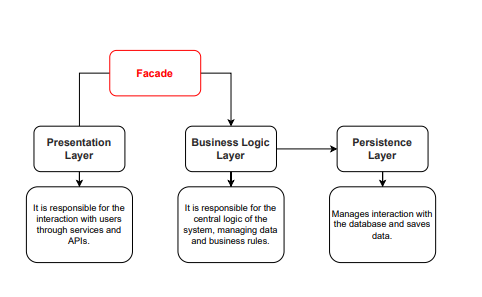 Facade
Presentation
Layer
Business Logic
Layer
Persistence
Layer
It is responsible for the
interaction with users
through services and
APIs.
It is responsible for the
central logic of the
system, managing data
and business rules.
Manages interaction with
the database and saves
data.